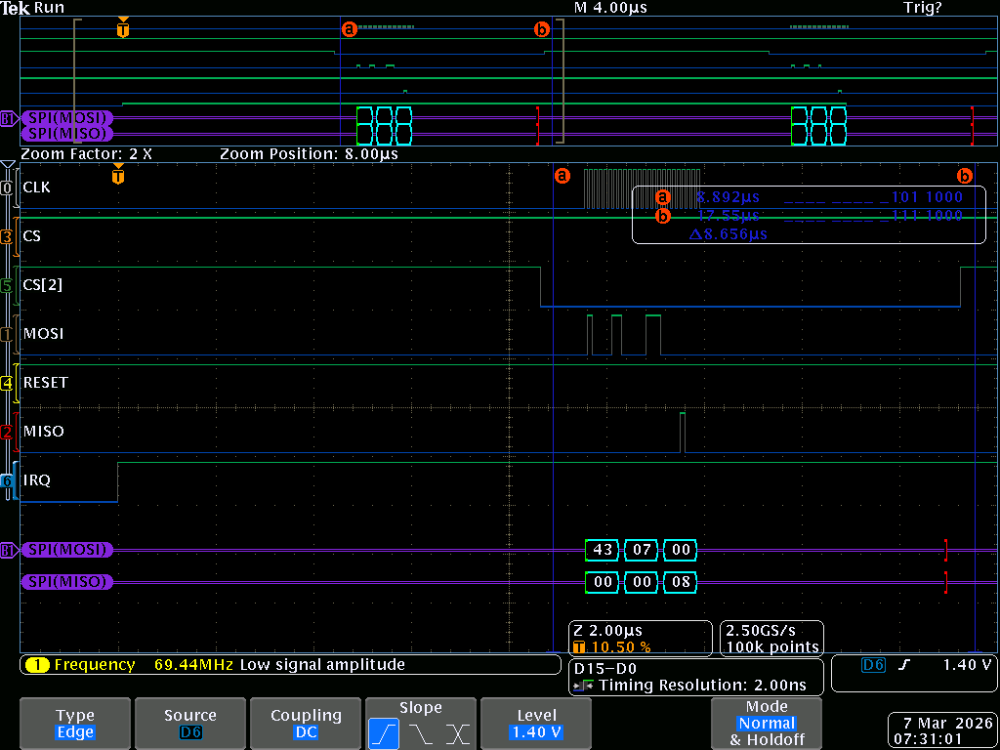 Tek Run M 4.00µs Trig?
T a b
B1 SPI(MOSI)
SPI(MISO)
Zoom Factor: 2 X Zoom Position: 8.00µs
T a b
0 CLK
a 8.892µs _ ___ ____ ____ 101 1000
b 17.55µs _ ___ ____ ____ 111 1000
Δ8.656µs
3 CS
5 CS[2]
1 MOSI
4 RESET
2 MISO
6 IRQ
B1 SPI(MOSI) 43 07 00
SPI(MISO) 00 00 08
Z 2.00µs 2.50GS/s
T 10.50 % 100k points
1 Frequency 69.44MHz Low signal amplitude
D15-D0
Timing Resolution: 2.00ns
D6 1.40 V
Type
Edge
Source
D6
Coupling
DC
Slope
Level
1.40 V
Mode
Normal
& Holdoff
7 Mar 2026
07:31:01